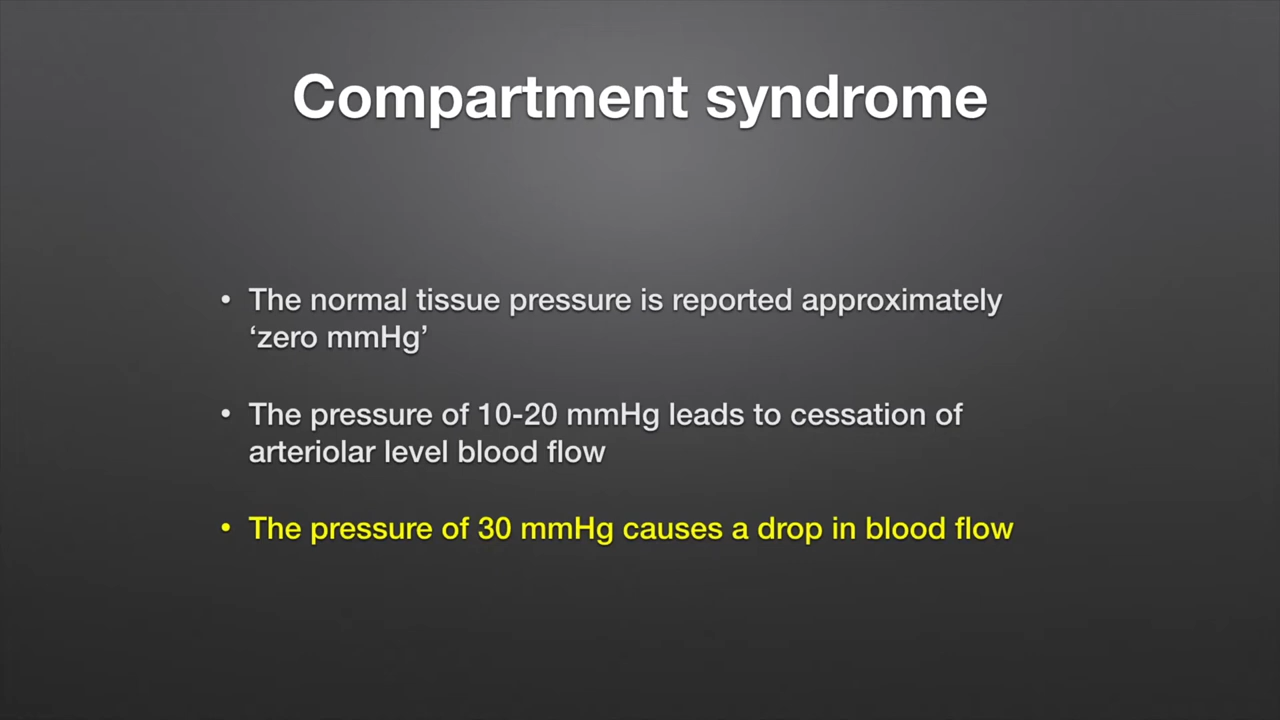 Compartment syndrome
• The normal tissue pressure is reported approximately
‘zero mmHg’
• The pressure of 10-20 mmHg leads to cessation of
arteriolar level blood flow
• The pressure of 30 mmHg causes a drop in blood flow